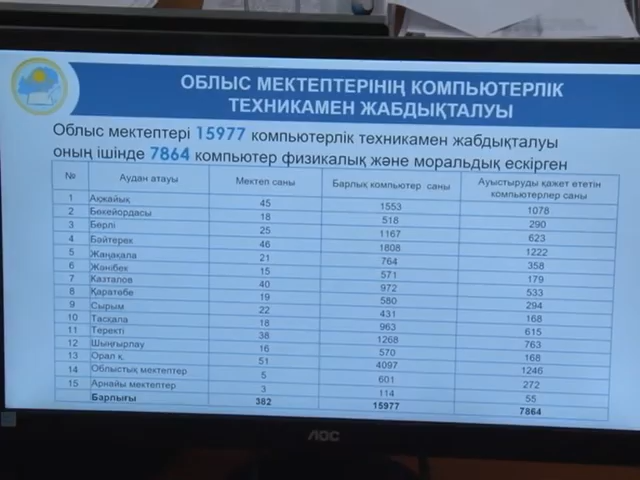 ОБЛЫС МЕКТЕПТЕРІНІҢ КОМПЬЮТЕРЛІК
ТЕХНИКАМЕН ЖАБДЫҚТАЛУЫ
Облыс мектептері 15977 компьютерлік техникамен жабдықталуы
оның ішінде 7864 компьютер физикалық және моральдық ескірген
№ Аудан атауы Мектеп саны Барлық компьютер саны Ауыстыруды қажет ететін компьютерлер саны
1 Ақжайық 45 1553 1078
2 Бөкейордасы 18 518 290
3 Бөрлі 25 1167 623
4 Бәйтерек 46 1808 1222
5 Жаңақала 21 764 358
6 Жәнібек 15 571 179
7 Казталов 40 972 533
8 Қаратөбе 19 580 294
9 Сырым 22 431 168
10 Тасқала 18 963 615
11 Теректі 38 1268 763
12 Шыңғырлау 16 570 168
13 Орал қ. 51 4097 1246
14 Облыстық мектептер 5 601 272
15 Арнайы мектептер 3 114 55
Барлығы 382 15977 7864
AOC